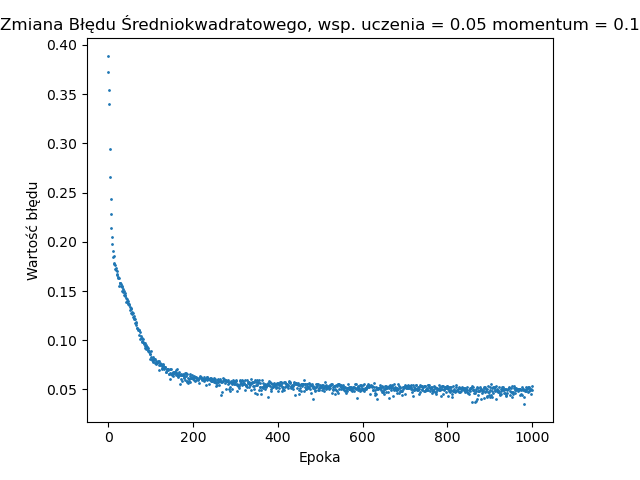 Zmiana Błędu Średniokwadratowego, wsp. uczenia = 0.05 momentum = 0.1
0.40
0.35
0.30
0.25
0.20
0.15
0.10
0.05
Wartość błędu
0 200 400 600 800 1000
Epoka